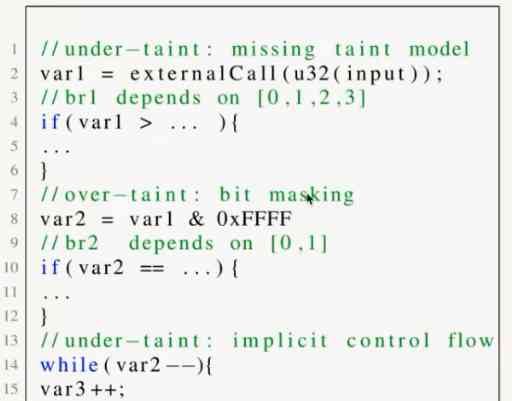 1 //under−taint: missing taint model
2 var1 = externalCall(u32(input));
3 //br1 depends on [0,1,2,3]
4 if(var1 > ... ){
5 ...
6 }
7 //over−taint: bit masking
8 var2 = var1 & 0xFFFF
9 //br2 depends on [0,1]
10 if(var2 == ...){
11 ...
12 }
13 //under−taint: implicit control flow
14 while(var2−−){
15 var3++;